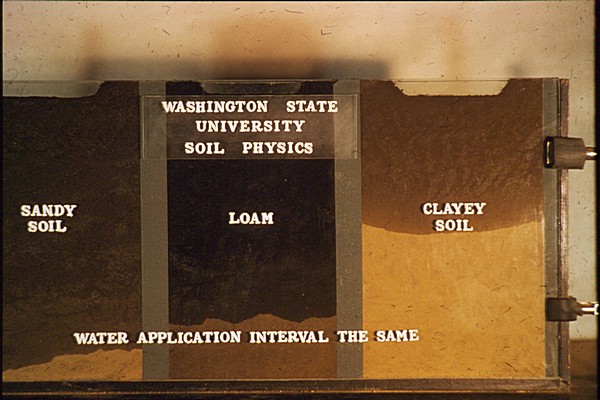 WASHINGTON STATE
UNIVERSITY
SOIL PHYSICS
SANDY
SOIL
LOAM
CLAYEY
SOIL
WATER APPLICATION INTERVAL THE SAME